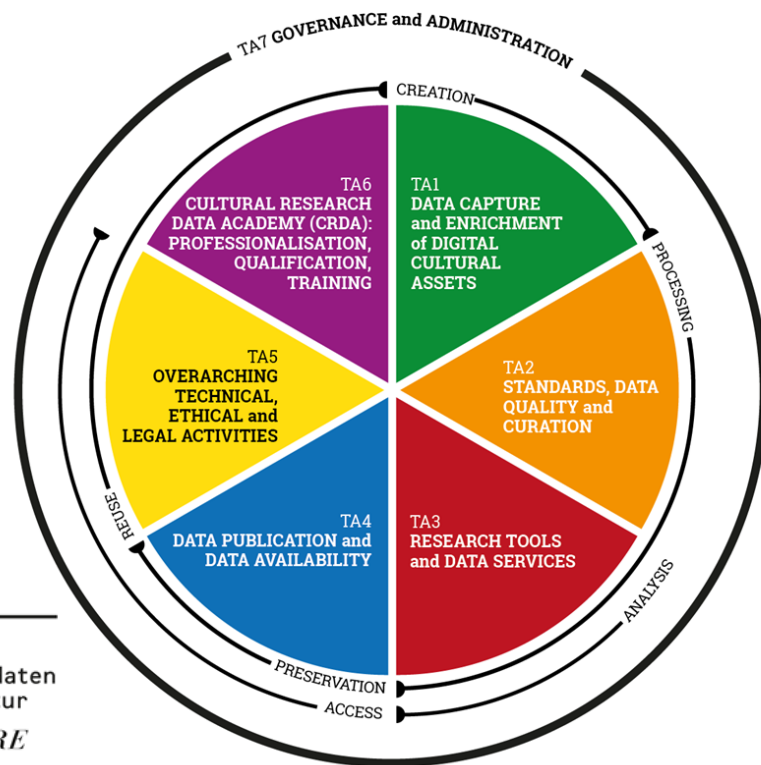 TA7 GOVERNANCE and ADMINISTRATION
CREATION
TA6
CULTURAL RESEARCH
DATA ACADEMY (CRDA):
PROFESSIONALISATION,
QUALIFICATION,
TRAINING
TA1
DATA CAPTURE
and ENRICHMENT
of DIGITAL
CULTURAL
ASSETS
PROCESSING
TA5
OVERARCHING
TECHNICAL,
ETHICAL and
LEGAL ACTIVITIES
TA2
STANDARDS, DATA
QUALITY and
CURATION
REUSE
TA4
DATA PUBLICATION and
DATA AVAILABILITY
TA3
RESEARCH TOOLS
and DATA SERVICES
ANALYSIS
PRESERVATION
ACCESS